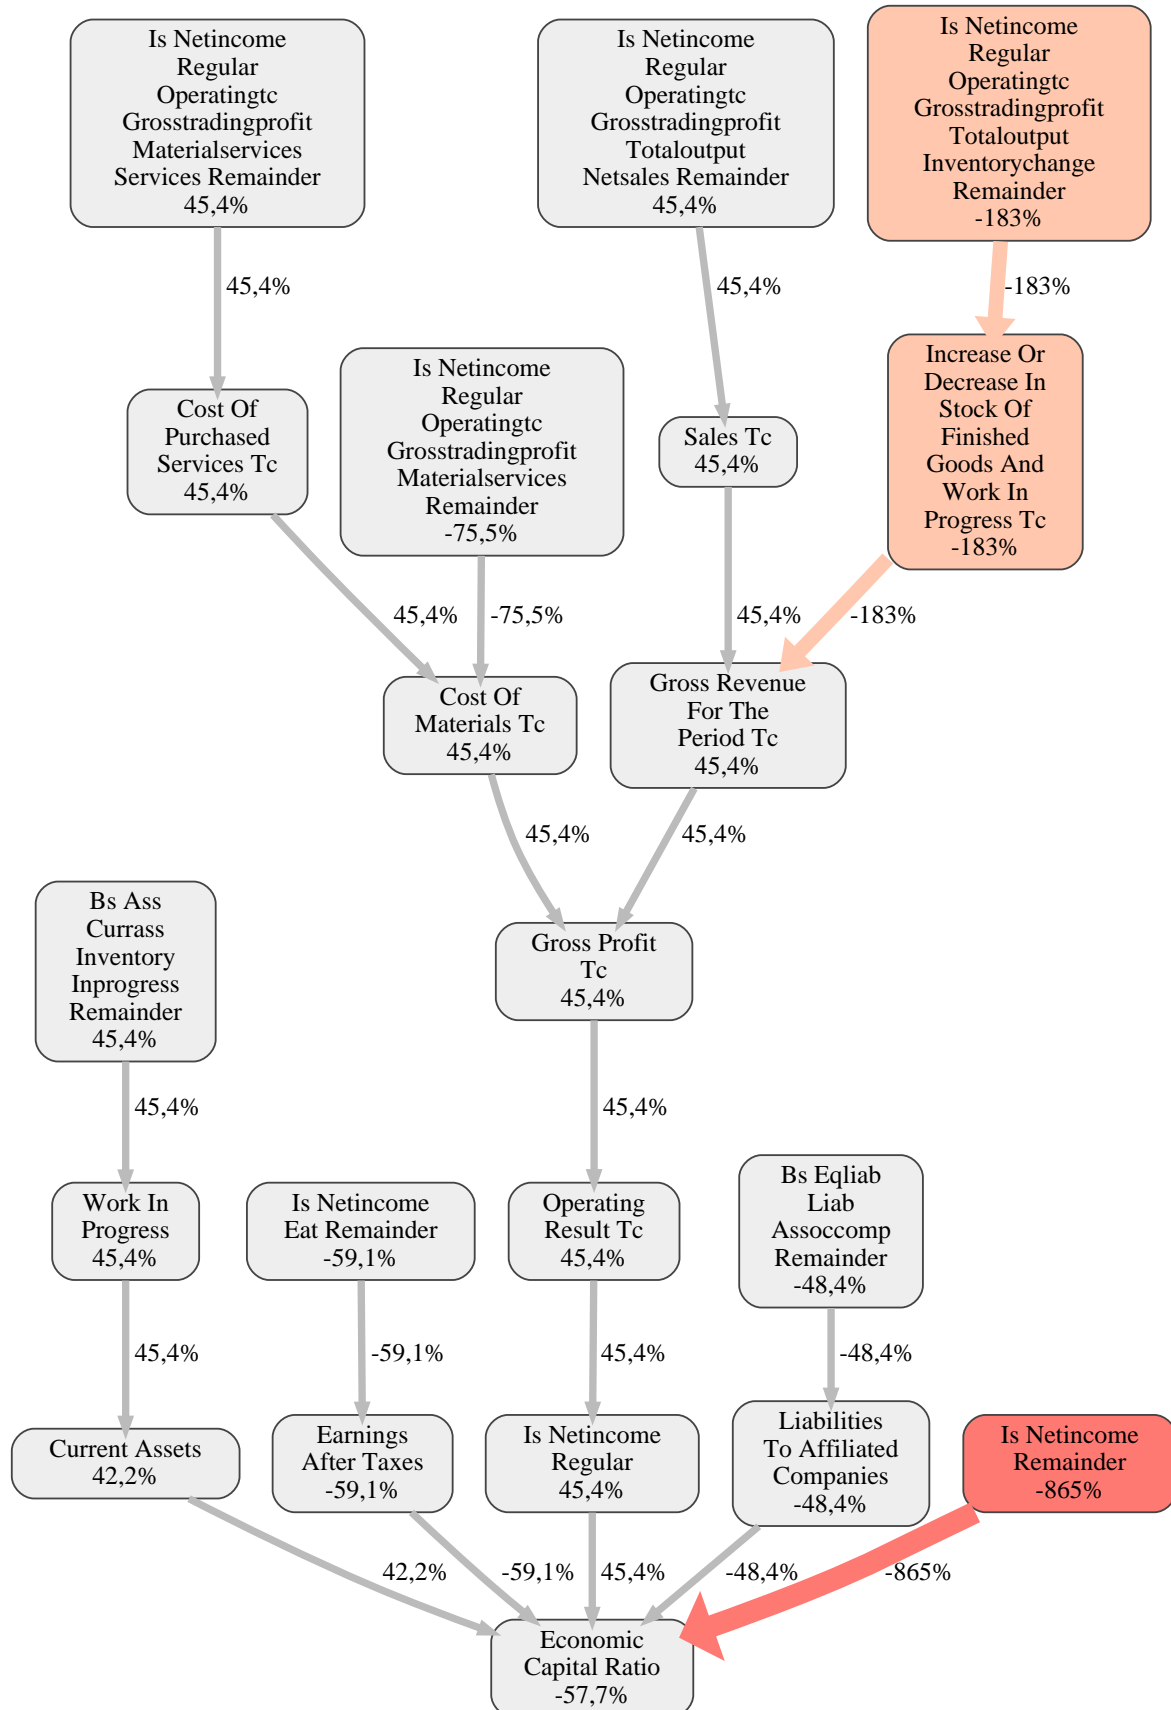 Is Netincome
Regular
Operatingtc
Grosstradingprofit
Materialservices
Services Remainder
45,4%
Is Netincome
Regular
Operatingtc
Grosstradingprofit
Totaloutput
Netsales Remainder
45,4%
Is Netincome
Regular
Operatingtc
Grosstradingprofit
Totaloutput
Inventorychange
Remainder
-183%
45,4%
45,4%
-183%
Cost Of
Purchased
Services Tc
45,4%
Is Netincome
Regular
Operatingtc
Grosstradingprofit
Materialservices
Remainder
-75,5%
Sales Tc
45,4%
Increase Or
Decrease In
Stock Of
Finished
Goods And
Work In
Progress Tc
-183%
45,4%
-75,5%
45,4%
-183%
Cost Of
Materials Tc
45,4%
Gross Revenue
For The
Period Tc
45,4%
45,4%
45,4%
Bs Ass
Currass
Inventory
Inprogress
Remainder
45,4%
Gross Profit
Tc
45,4%
45,4%
45,4%
Work In
Progress
45,4%
Is Netincome
Eat Remainder
-59,1%
Operating
Result Tc
45,4%
Bs Eqliab
Liab
Assoccomp
Remainder
-48,4%
45,4%
-59,1%
45,4%
-48,4%
Current Assets
42,2%
Earnings
After Taxes
-59,1%
Is Netincome
Regular
45,4%
Liabilities
To Affiliated
Companies
-48,4%
Is Netincome
Remainder
-865%
42,2%
-59,1%
45,4%
-48,4%
-865%
Economic
Capital Ratio
-57,7%